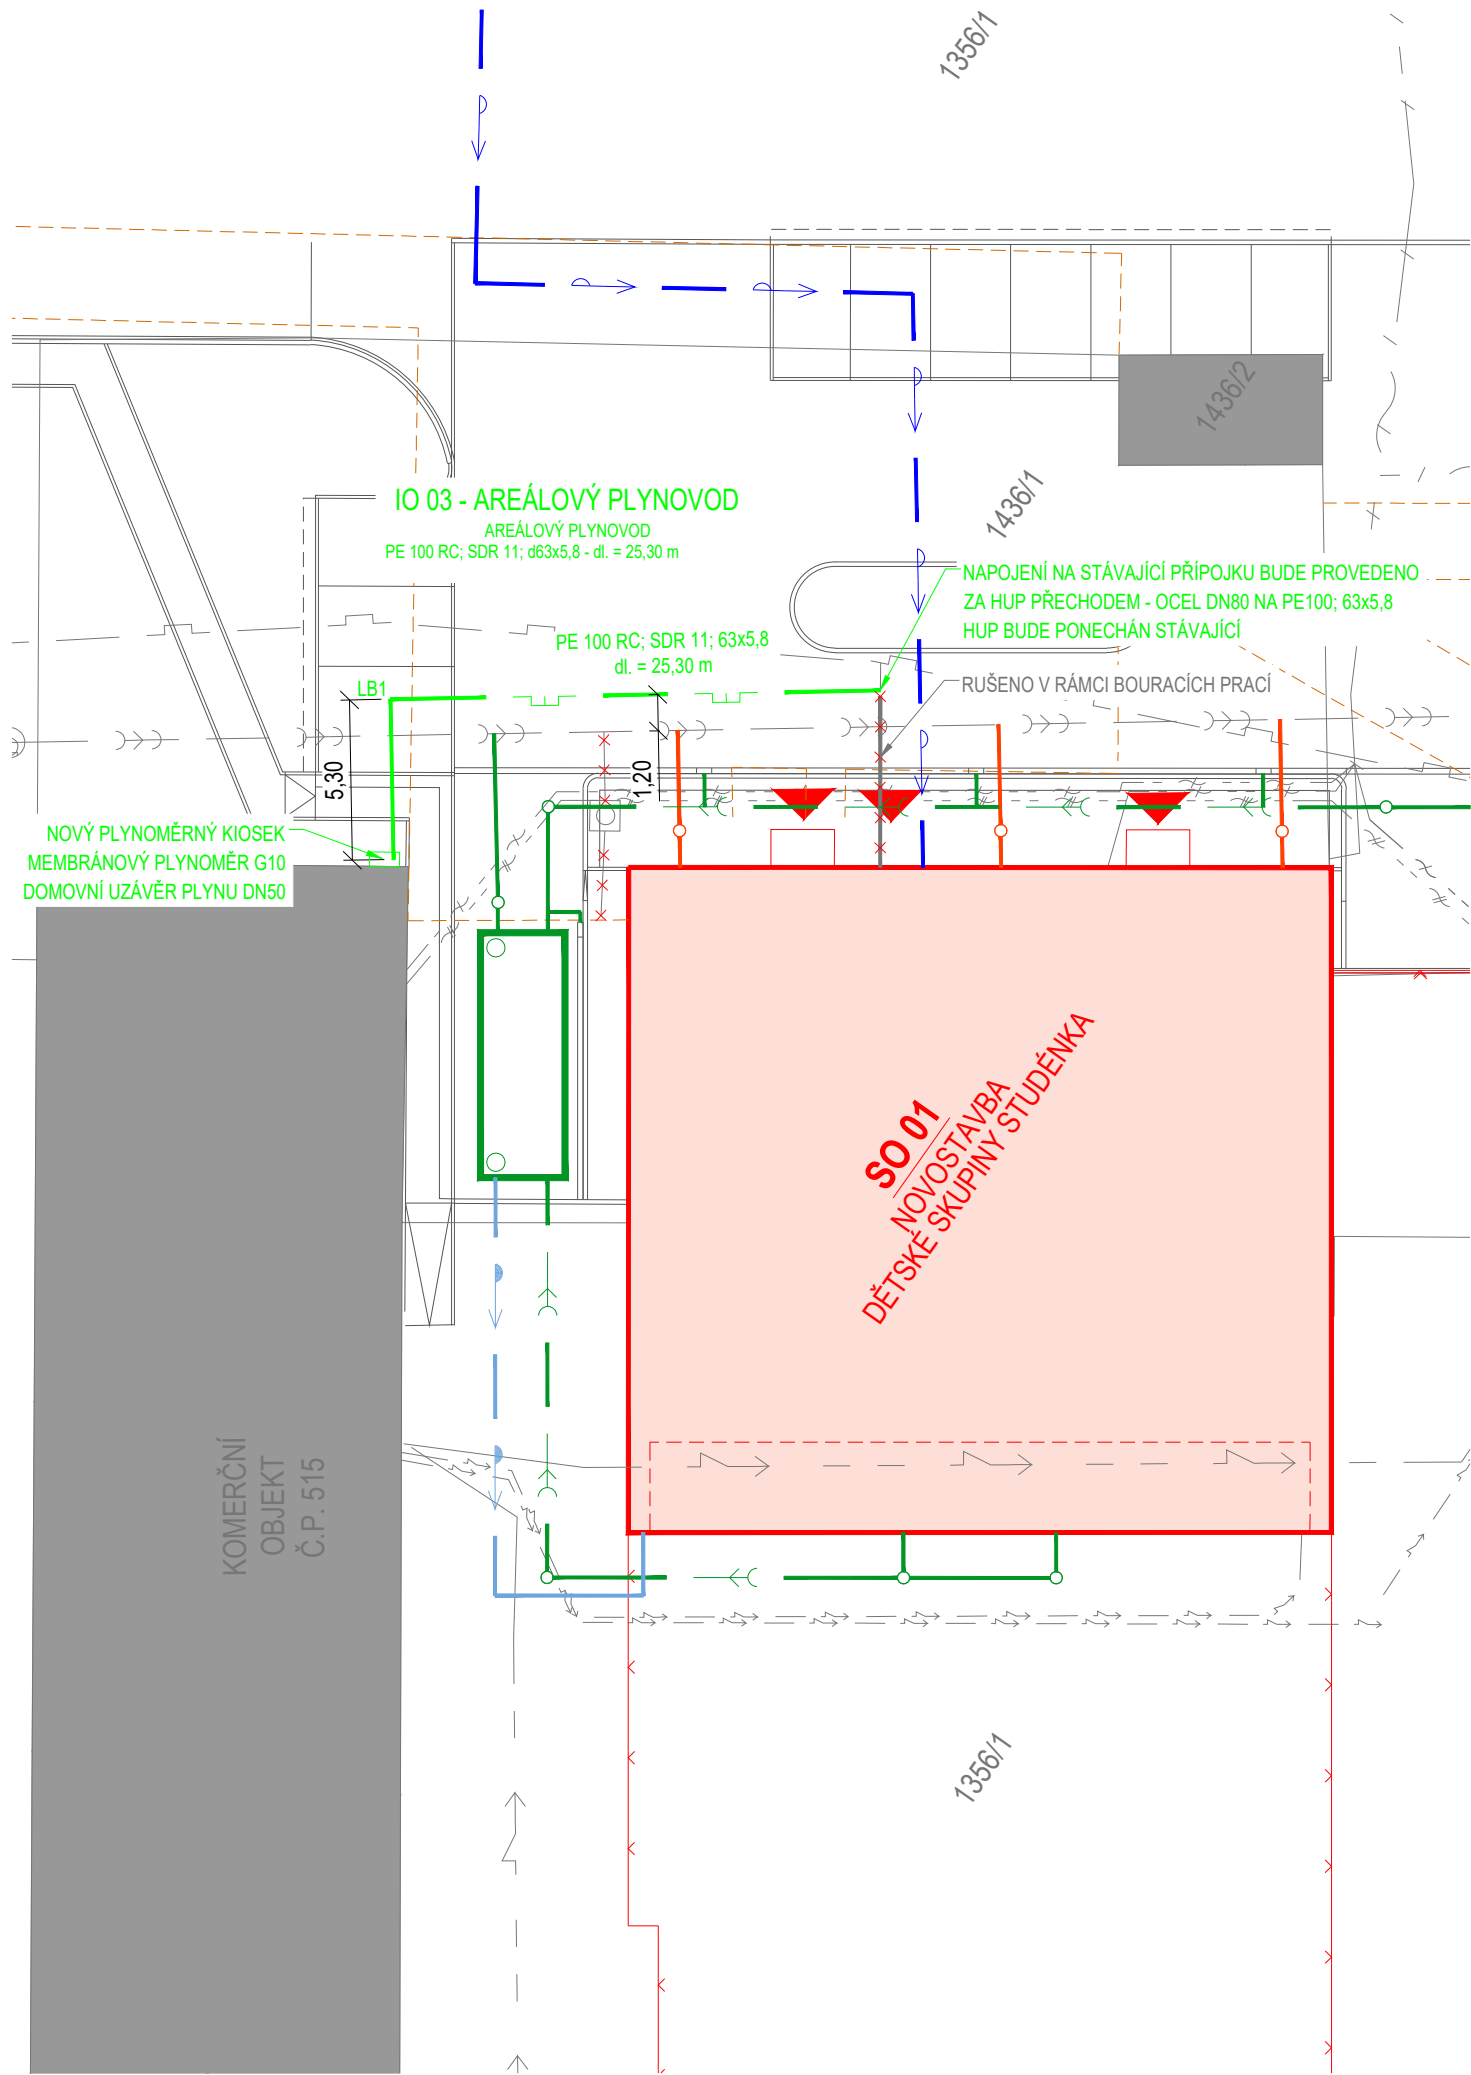 1356/1
1436/2
1436/1
IO 03 - AREÁLOVÝ PLYNOVOD
AREÁLOVÝ PLYNOVOD
PE 100 RC; SDR 11; d63x5,8 - dl. = 25,30 m
NAPOJENÍ NA STÁVAJÍCÍ PŘÍPOJKU BUDE PROVEDENO
ZA HUP PŘECHODEM - OCEL DN80 NA PE100; 63x5,8
HUP BUDE PONECHÁN STÁVAJÍCÍ
PE 100 RC; SDR 11; 63x5,8
dl. = 25,30 m
LB1
RUŠENO V RÁMCI BOURACÍCH PRACÍ
5,30
1,20
NOVÝ PLYNOMĚRNÝ KIOSEK
MEMBRÁNOVÝ PLYNOMĚR G10
DOMOVNÍ UZÁVĚR PLYNU DN50
SO 01
NOVOSTAVBA
DĚTSKÉ SKUPINY STUDÉNKA
KOMERČNÍ
OBJEKT
Č.P. 515
1356/1